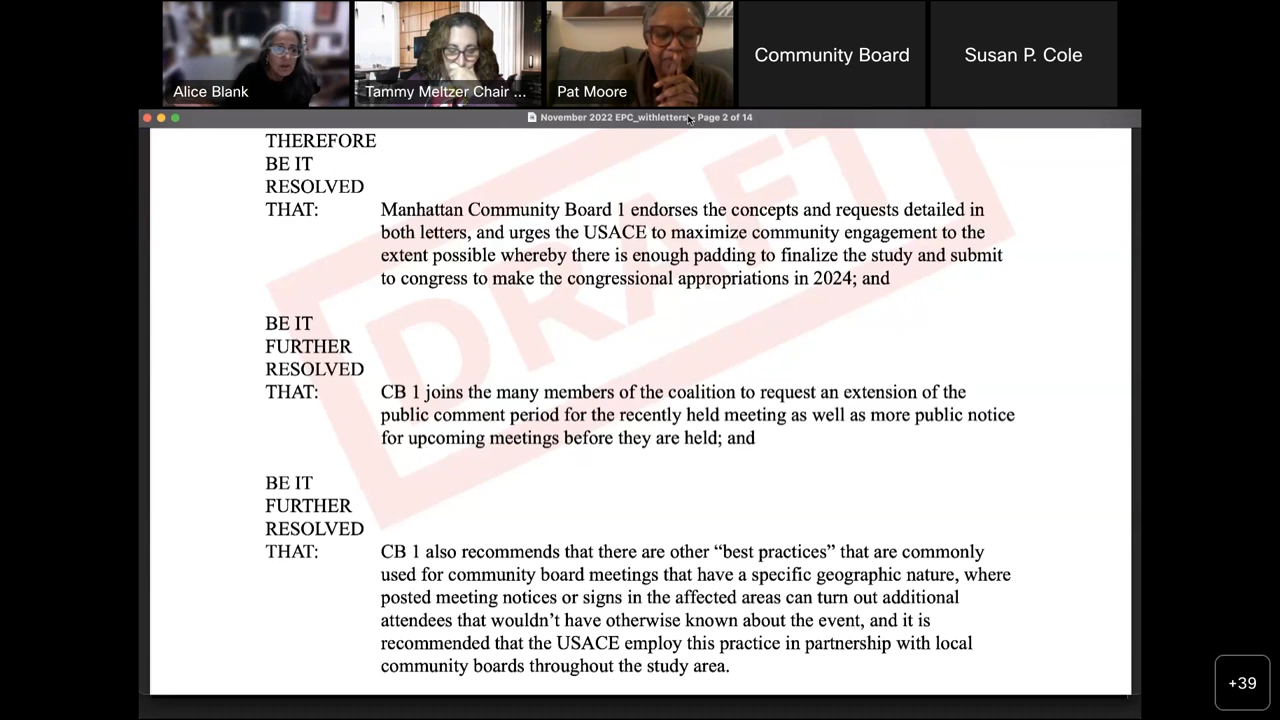 Alice Blank
Tammy Meltzer Chair ...
Pat Moore
Community Board
Susan P. Cole
November 2022 EPC_withletters – Page 2 of 14
THEREFORE
BE IT
RESOLVED
THAT: Manhattan Community Board 1 endorses the concepts and requests detailed in
both letters, and urges the USACE to maximize community engagement to the
extent possible whereby there is enough padding to finalize the study and submit
to congress to make the congressional appropriations in 2024; and
BE IT
FURTHER
RESOLVED
THAT: CB 1 joins the many members of the coalition to request an extension of the
public comment period for the recently held meeting as well as more public notice
for upcoming meetings before they are held; and
BE IT
FURTHER
RESOLVED
THAT: CB 1 also recommends that there are other “best practices” that are commonly
used for community board meetings that have a specific geographic nature, where
posted meeting notices or signs in the affected areas can turn out additional
attendees that wouldn’t have otherwise known about the event, and it is
recommended that the USACE employ this practice in partnership with local
community boards throughout the study area.
DRAFT
+39